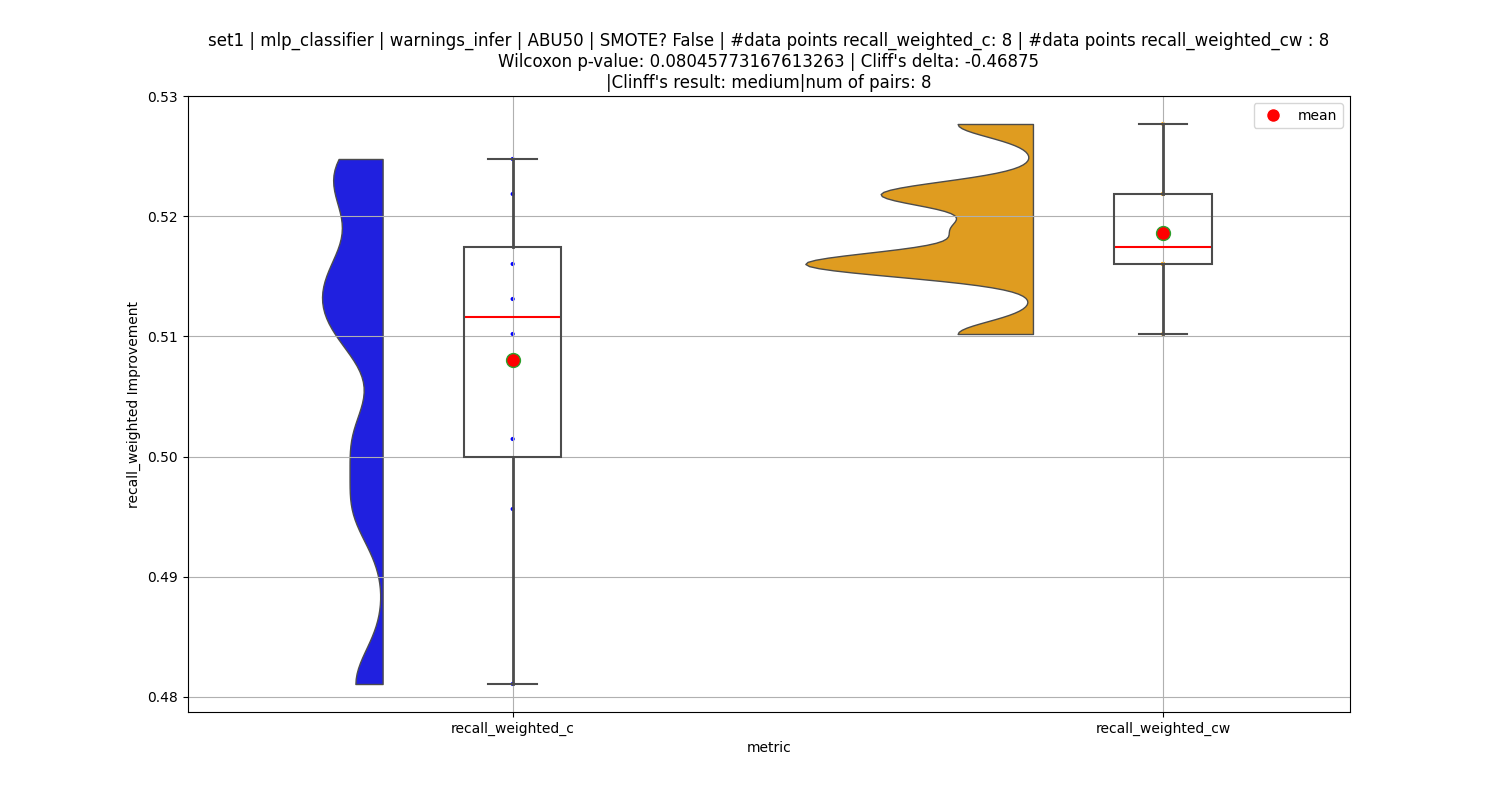 set1 | mlp_classifier | warnings_infer | ABU50 | SMOTE? False | #data points recall_weighted_c: 8 | #data points recall_weighted_cw : 8
Wilcoxon p-value: 0.08045773167613263 | Cliff's delta: -0.46875
|Clinff's result: medium|num of pairs: 8
mean
0.53
0.52
0.51
0.50
0.49
0.48
recall_weighted Improvement
recall_weighted_c
recall_weighted_cw
metric